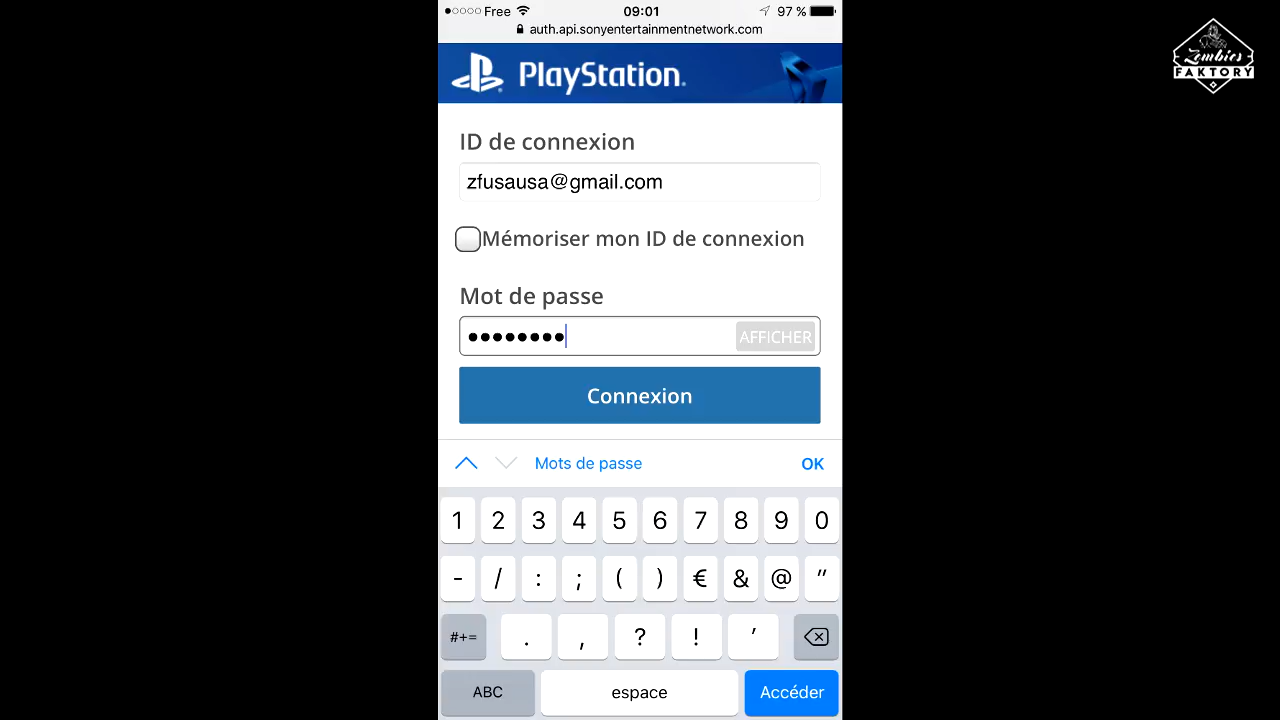 Free 09:01 97 %
auth.api.sonyentertainmentnetwork.com
Zombies
FAKTORY
PlayStation.
ID de connexion
zfusausa@gmail.com
Mémoriser mon ID de connexion
Mot de passe
••••••••
AFFICHER
Connexion
Mots de passe OK
1 2 3 4 5 6 7 8 9 0
- / : ; ( ) € & @ "
#+= . , ? ! ’
ABC espace Accéder